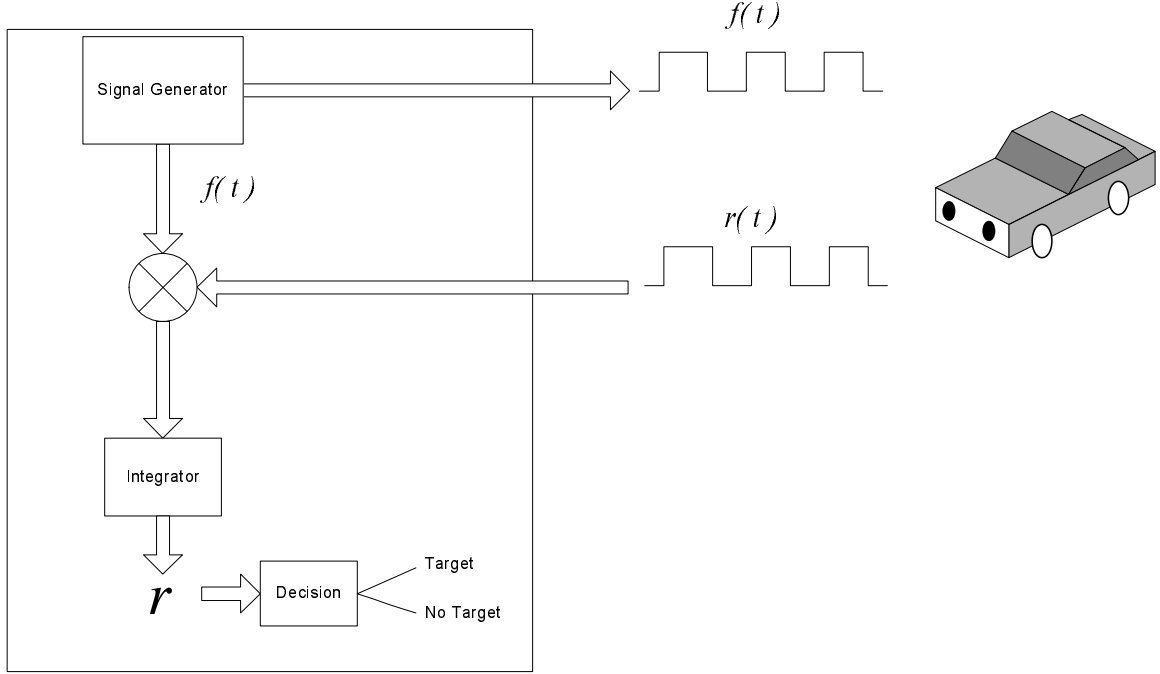 f( t )
Signal Generator
f( t )
r( t )
Integrator
r
Decision
Target
No Target